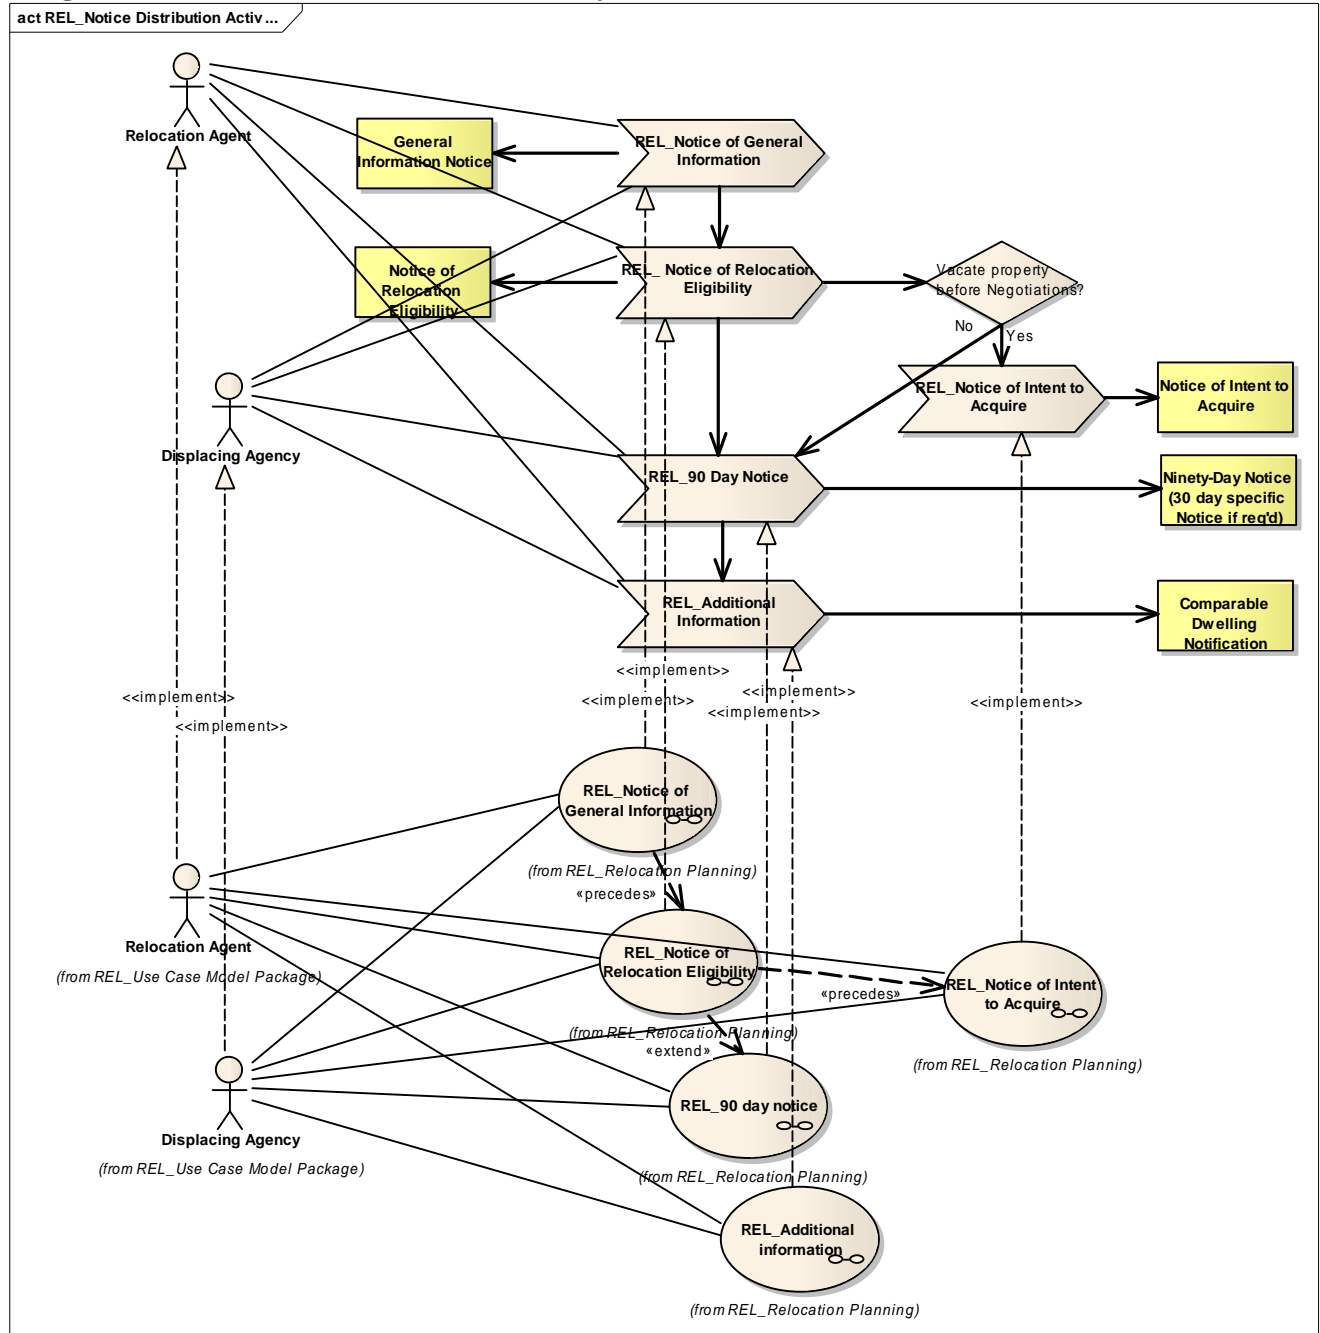 act REL_Notice Distribution Activ...
Relocation Agent
General
Information Notice
REL_Notice of General
Information
Notice of
Relocation
Eligibility
REL_ Notice of Relocation
Eligibility
Vacate property
before Negotiations?
No
Yes
REL_Notice of Intent to
Acquire
Notice of Intent to
Acquire
Displacing Agency
REL_90 Day Notice
Ninety-Day Notice
(30 day specific
Notice if req'd)
REL_Additional
Information
Comparable
Dwelling
Notification
<<implement>>
<<implement>>
<<implement>>
<<implement>>
<<implement>>
<<implement>>
<<implement>>
REL_Notice of
General Information
(from REL_Relocation Planning)
«precedes»
Relocation Agent
(from REL_Use Case Model Package)
REL_Notice of
Relocation Eligibility
(from REL_Relocation Planning)
«precedes»
REL_Notice of Intent
to Acquire
(from REL_Relocation Planning)
«extend»
REL_90 day notice
(from REL_Relocation Planning)
Displacing Agency
(from REL_Use Case Model Package)
REL_Additional
information
(from REL_Relocation Planning)